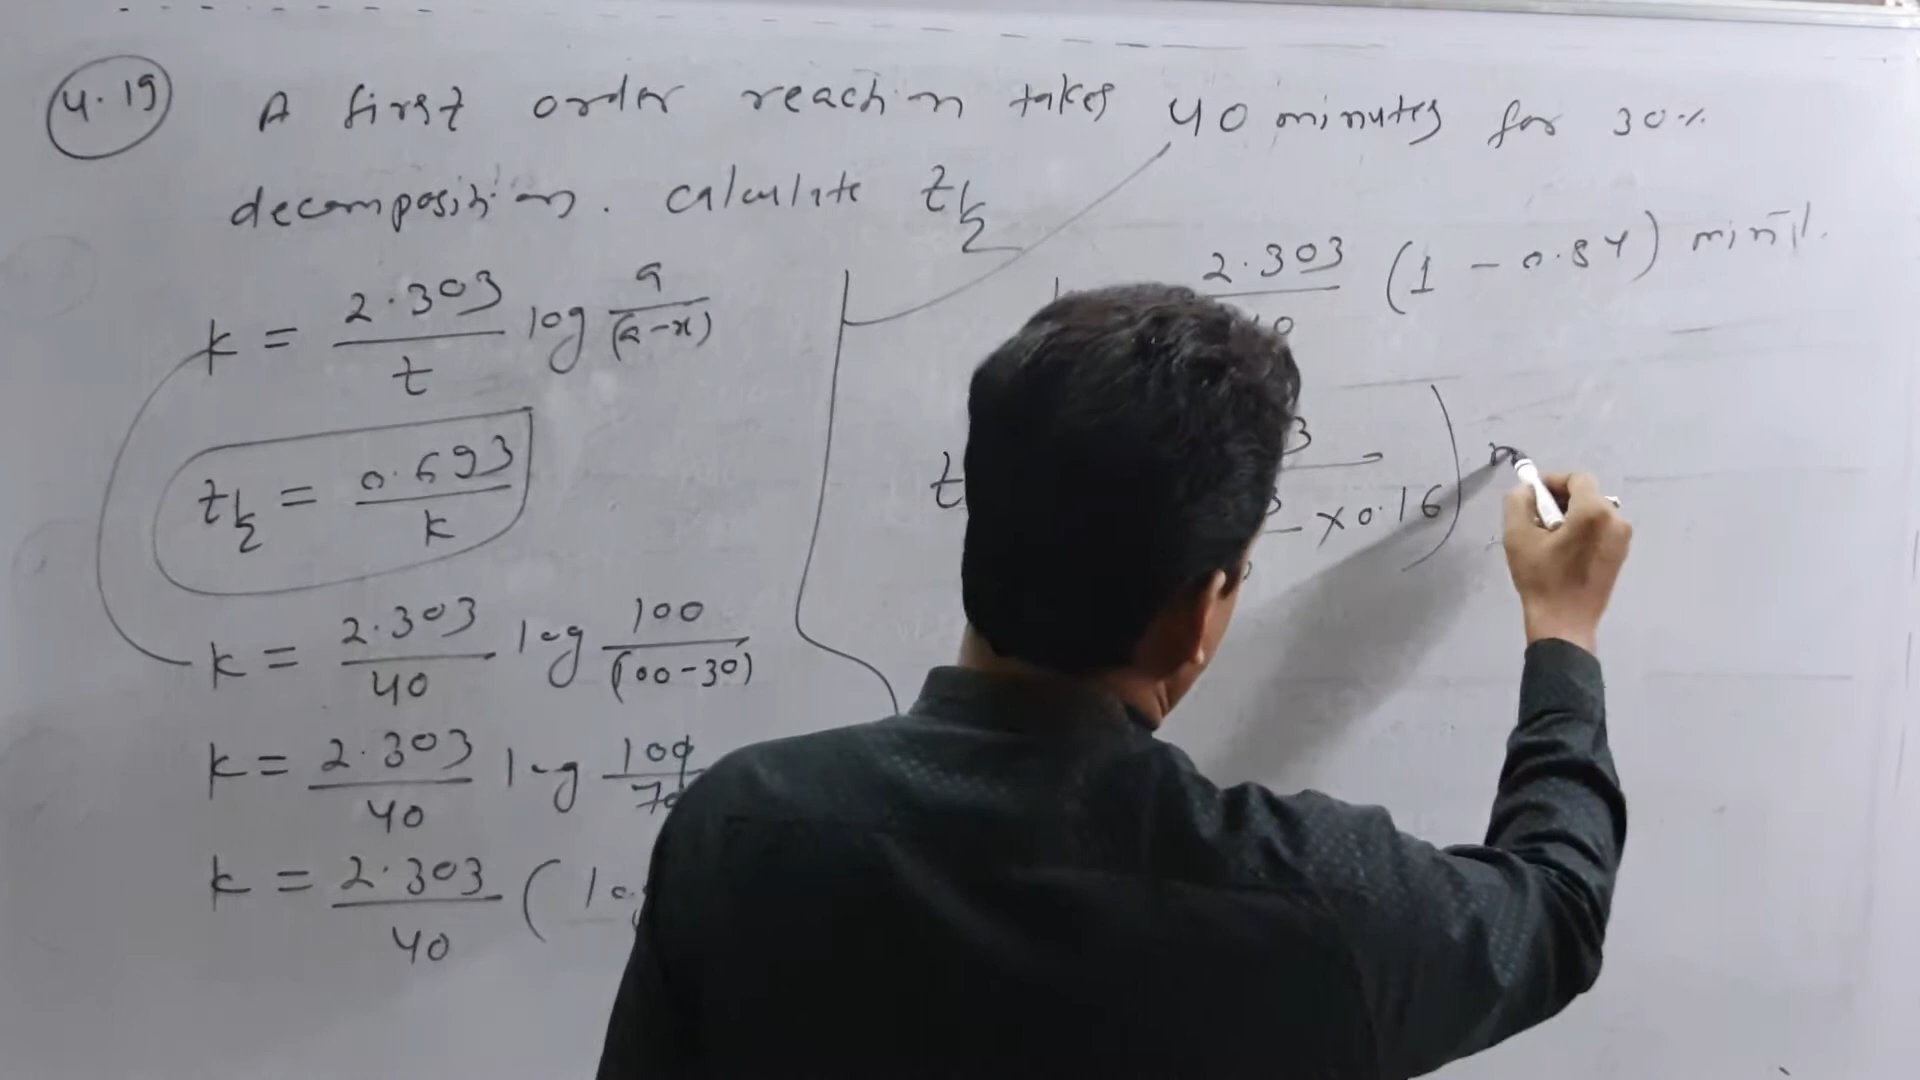 4.19 A first order reaction takes 40 minutes for 30%
decomposition. calculate t½
k = 2.303/t log a/(a-x)
t½ = 0.693/k
k = 2.303/40 log 100/(100-30)
k = 2.303/40 log 100/70
k = 2.303/40 ( log
2.303 (1 - 0.84) min⁻¹.
t
3
× 0.16 )